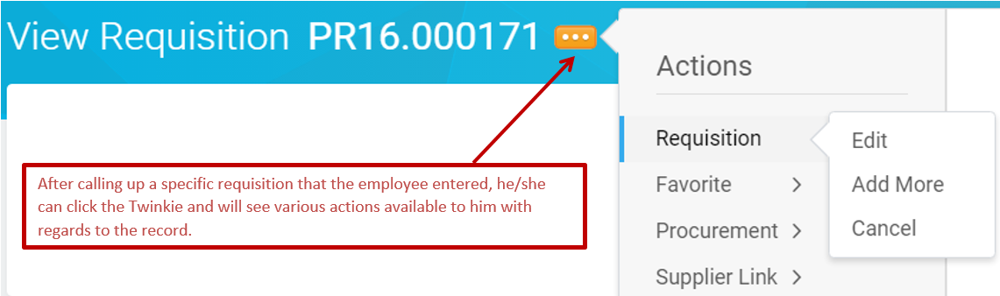 View Requisition PR16.000171
Actions
Requisition
Favorite
Procurement
Supplier Link
Edit
Add More
Cancel
After calling up a specific requisition that the employee entered, he/she
can click the Twinkie and will see various actions available to him with
regards to the record.